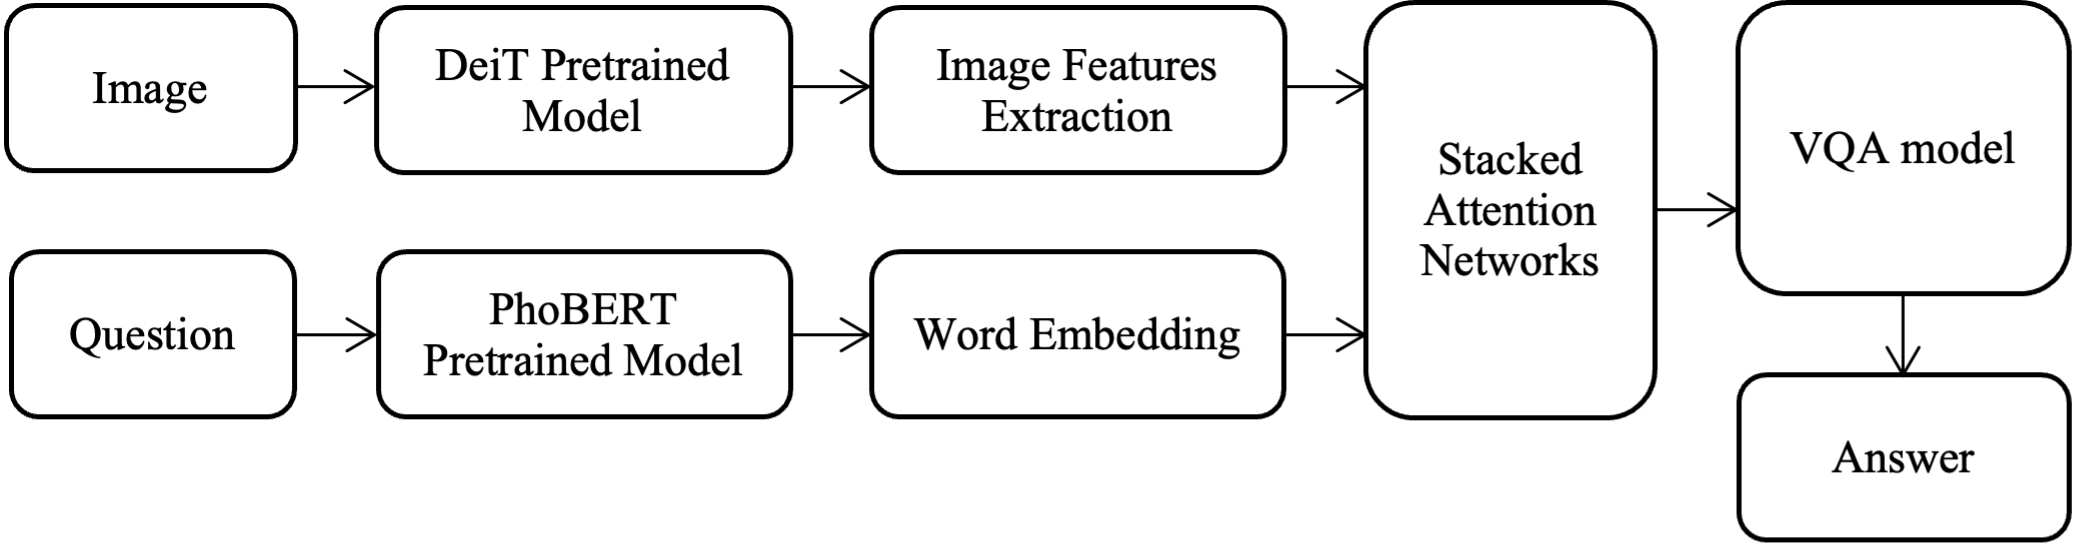 Image
DeiT Pretrained
Model
Image Features
Extraction
Question
PhoBERT
Pretrained Model
Word Embedding
Stacked
Attention
Networks
VQA model
Answer